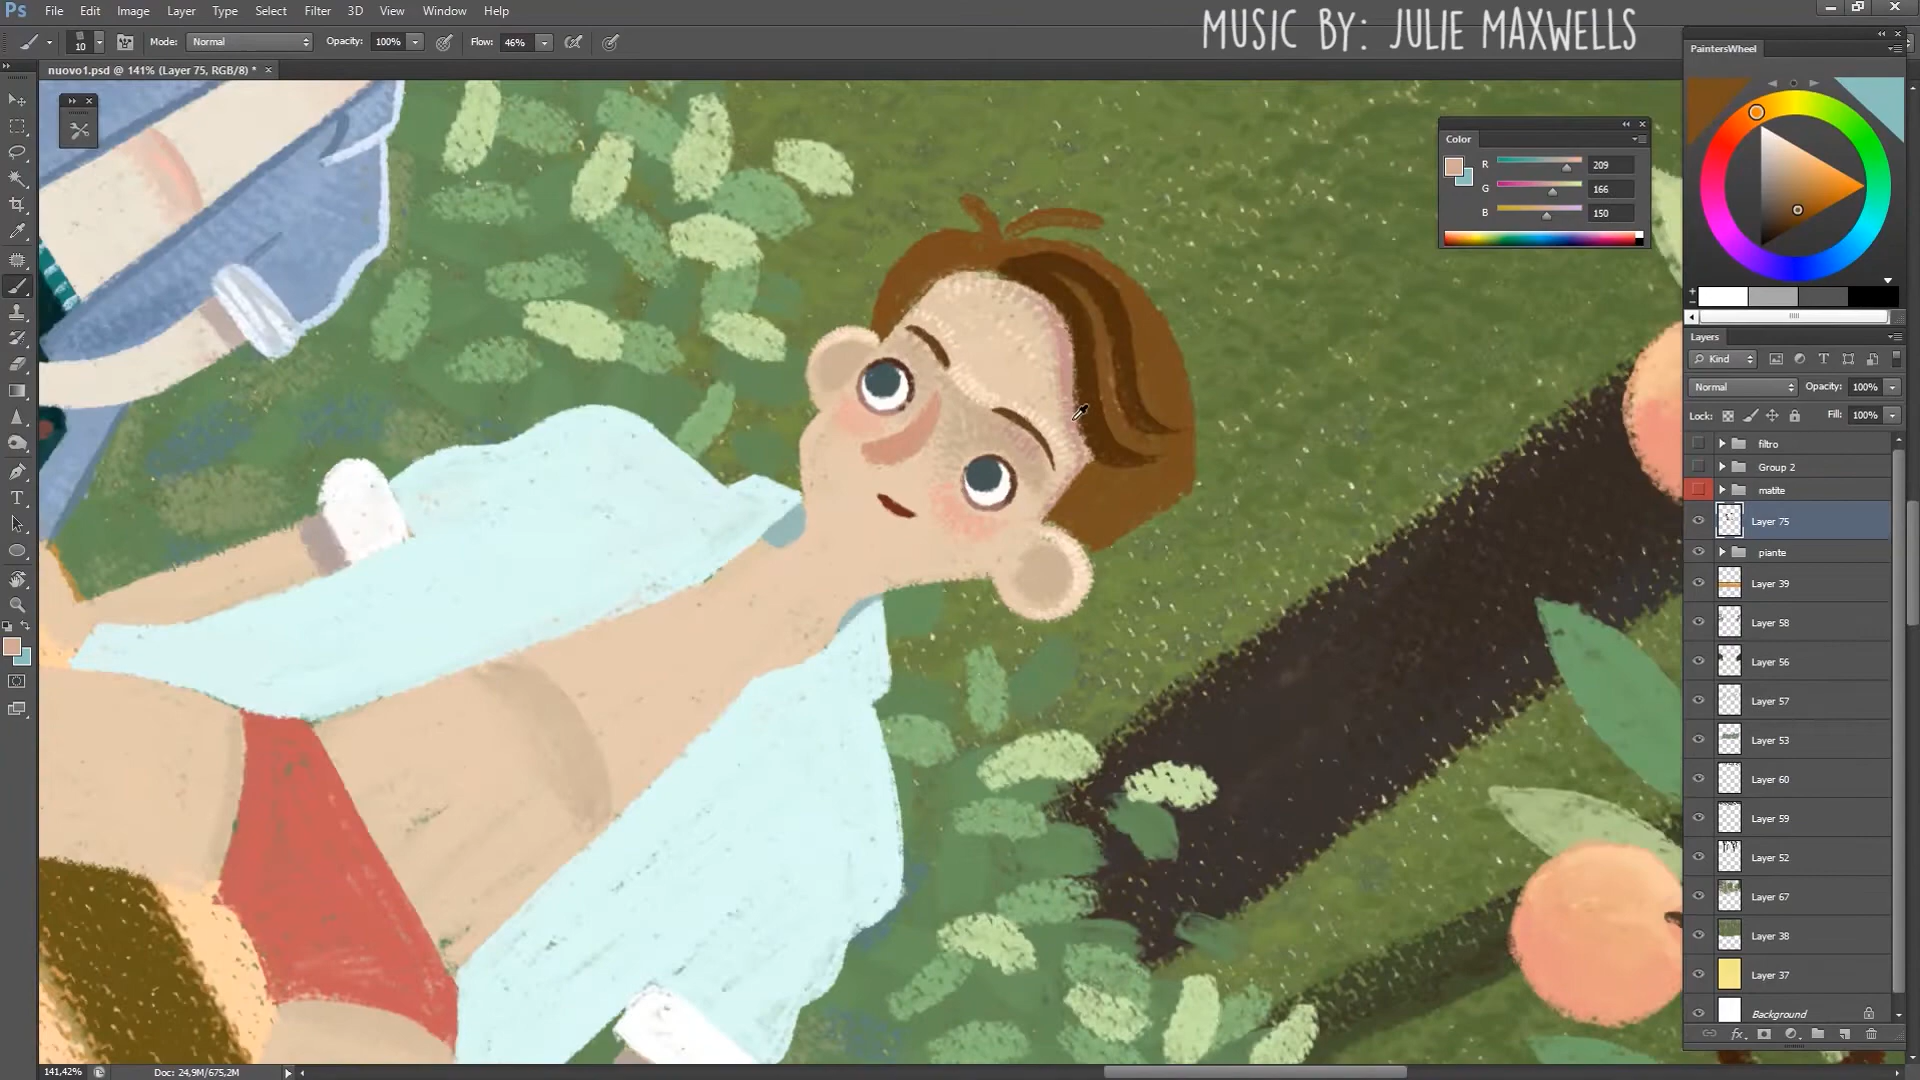 Ps File Edit Image Layer Type Select Filter 3D View Window Help
MUSIC BY: JULIE MAXWELLS
10 Mode: Normal Opacity: 100% Flow: 46%
nuovo1.psd @ 141% (Layer 75, RGB/8) *
PaintersWheel
Color
R 209
G 166
B 150
Layers
Kind
Normal Opacity: 100%
Lock: Fill: 100%
filtro
Group 2
matite
Layer 75
piante
Layer 39
Layer 58
Layer 56
Layer 57
Layer 53
Layer 60
Layer 59
Layer 52
Layer 67
Layer 38
Layer 37
Background
fx
141,42% Doc: 24,9M/675,2M